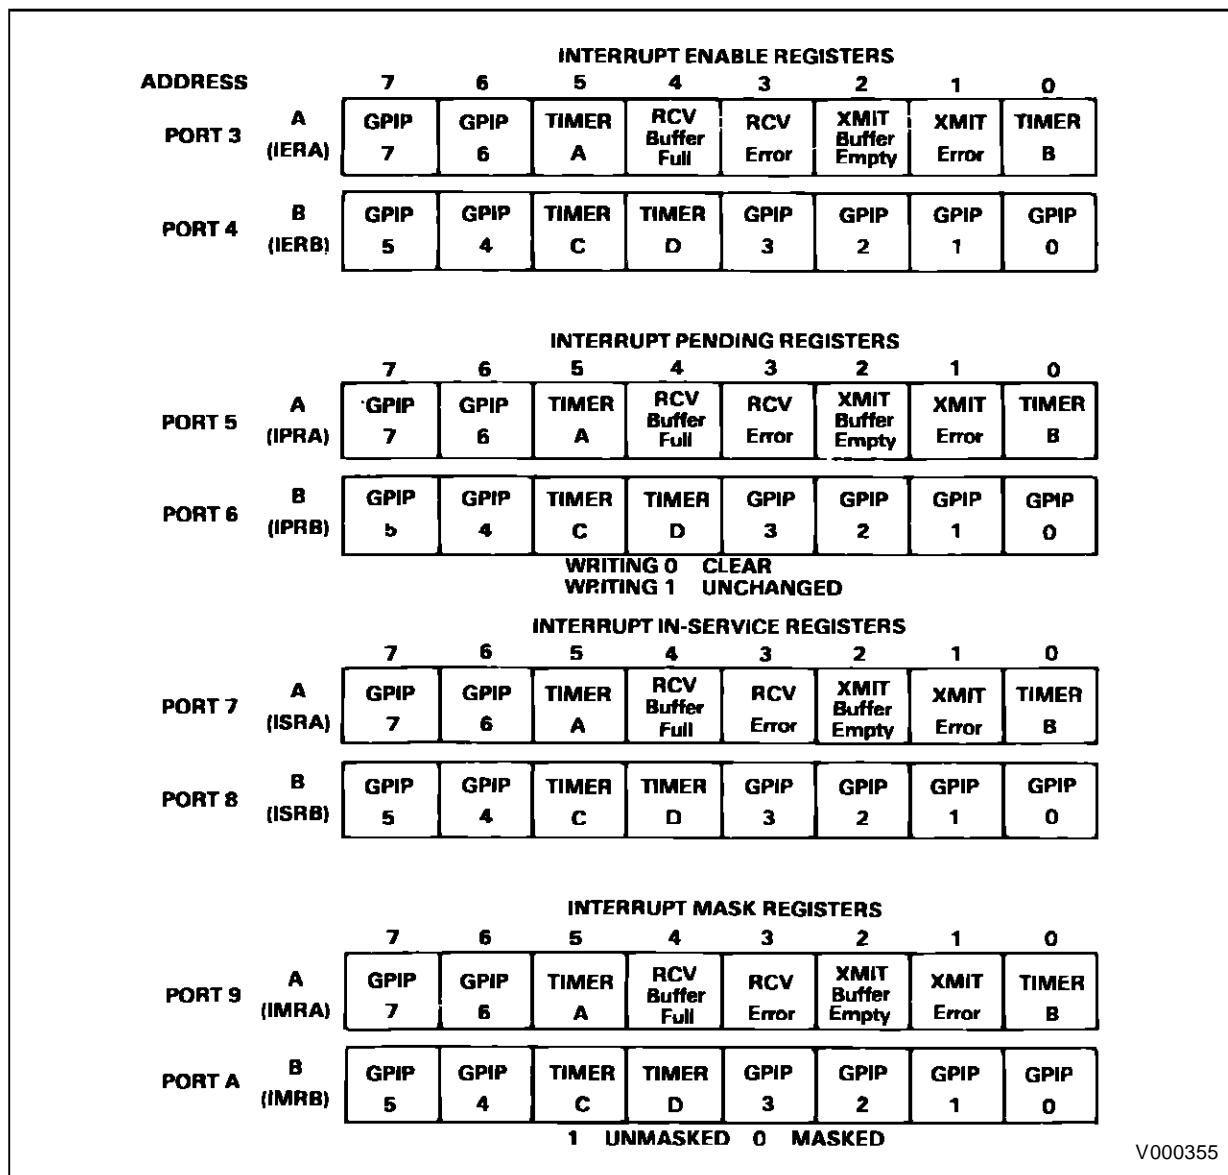 INTERRUPT ENABLE REGISTERS
ADDRESS 7 6 5 4 3 2 1 0
PORT 3 A (IERA) GPIP 7 GPIP 6 TIMER A RCV Buffer Full RCV Error XMIT Buffer Empty XMIT Error TIMER B
PORT 4 B (IERB) GPIP 5 GPIP 4 TIMER C TIMER D GPIP 3 GPIP 2 GPIP 1 GPIP 0
INTERRUPT PENDING REGISTERS
7 6 5 4 3 2 1 0
PORT 5 A (IPRA) GPIP 7 GPIP 6 TIMER A RCV Buffer Full RCV Error XMIT Buffer Empty XMIT Error TIMER B
PORT 6 B (IPRB) GPIP 5 GPIP 4 TIMER C TIMER D GPIP 3 GPIP 2 GPIP 1 GPIP 0
WRITING 0 CLEAR
WRITING 1 UNCHANGED
INTERRUPT IN-SERVICE REGISTERS
7 6 5 4 3 2 1 0
PORT 7 A (ISRA) GPIP 7 GPIP 6 TIMER A RCV Buffer Full RCV Error XMIT Buffer Empty XMIT Error TIMER B
PORT 8 B (ISRB) GPIP 5 GPIP 4 TIMER C TIMER D GPIP 3 GPIP 2 GPIP 1 GPIP 0
INTERRUPT MASK REGISTERS
7 6 5 4 3 2 1 0
PORT 9 A (IMRA) GPIP 7 GPIP 6 TIMER A RCV Buffer Full RCV Error XMIT Buffer Empty XMIT Error TIMER B
PORT A B (IMRB) GPIP 5 GPIP 4 TIMER C TIMER D GPIP 3 GPIP 2 GPIP 1 GPIP 0
1 UNMASKED 0 MASKED
V000355